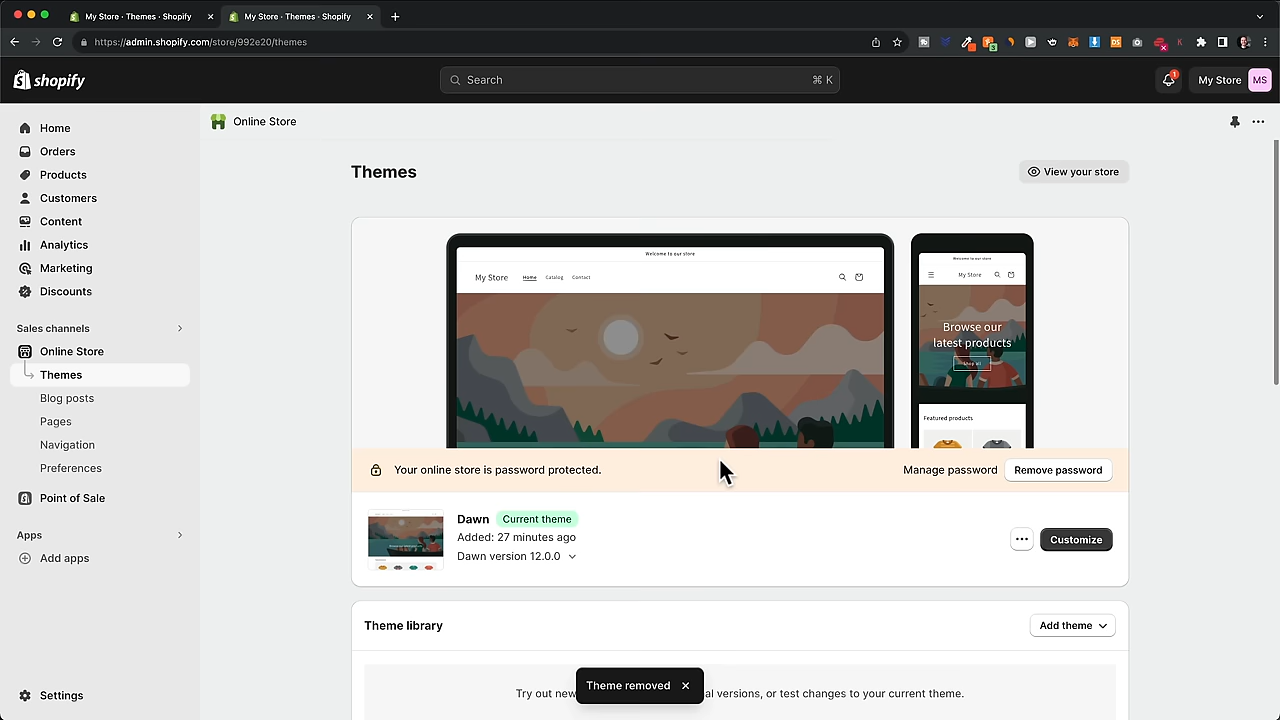 My Store · Themes · Shopify
My Store · Themes · Shopify
https://admin.shopify.com/store/992e20/themes
shopify
Search
⌘ K
1
My Store
MS
Home
Orders
Products
Customers
Content
Analytics
Marketing
Discounts
Sales channels
Online Store
Themes
Blog posts
Pages
Navigation
Preferences
Point of Sale
Apps
Add apps
Settings
Online Store
Themes
View your store
Welcome to our store
My Store
Home
Catalog
Contact
Welcome to our store
My Store
Browse our
latest products
Shop all
Featured products
Your online store is password protected.
Manage password
Remove password
Dawn
Current theme
Added: 27 minutes ago
Dawn version 12.0.0
Customize
Theme library
Add theme
Try out new
al versions, or test changes to your current theme.
Theme removed